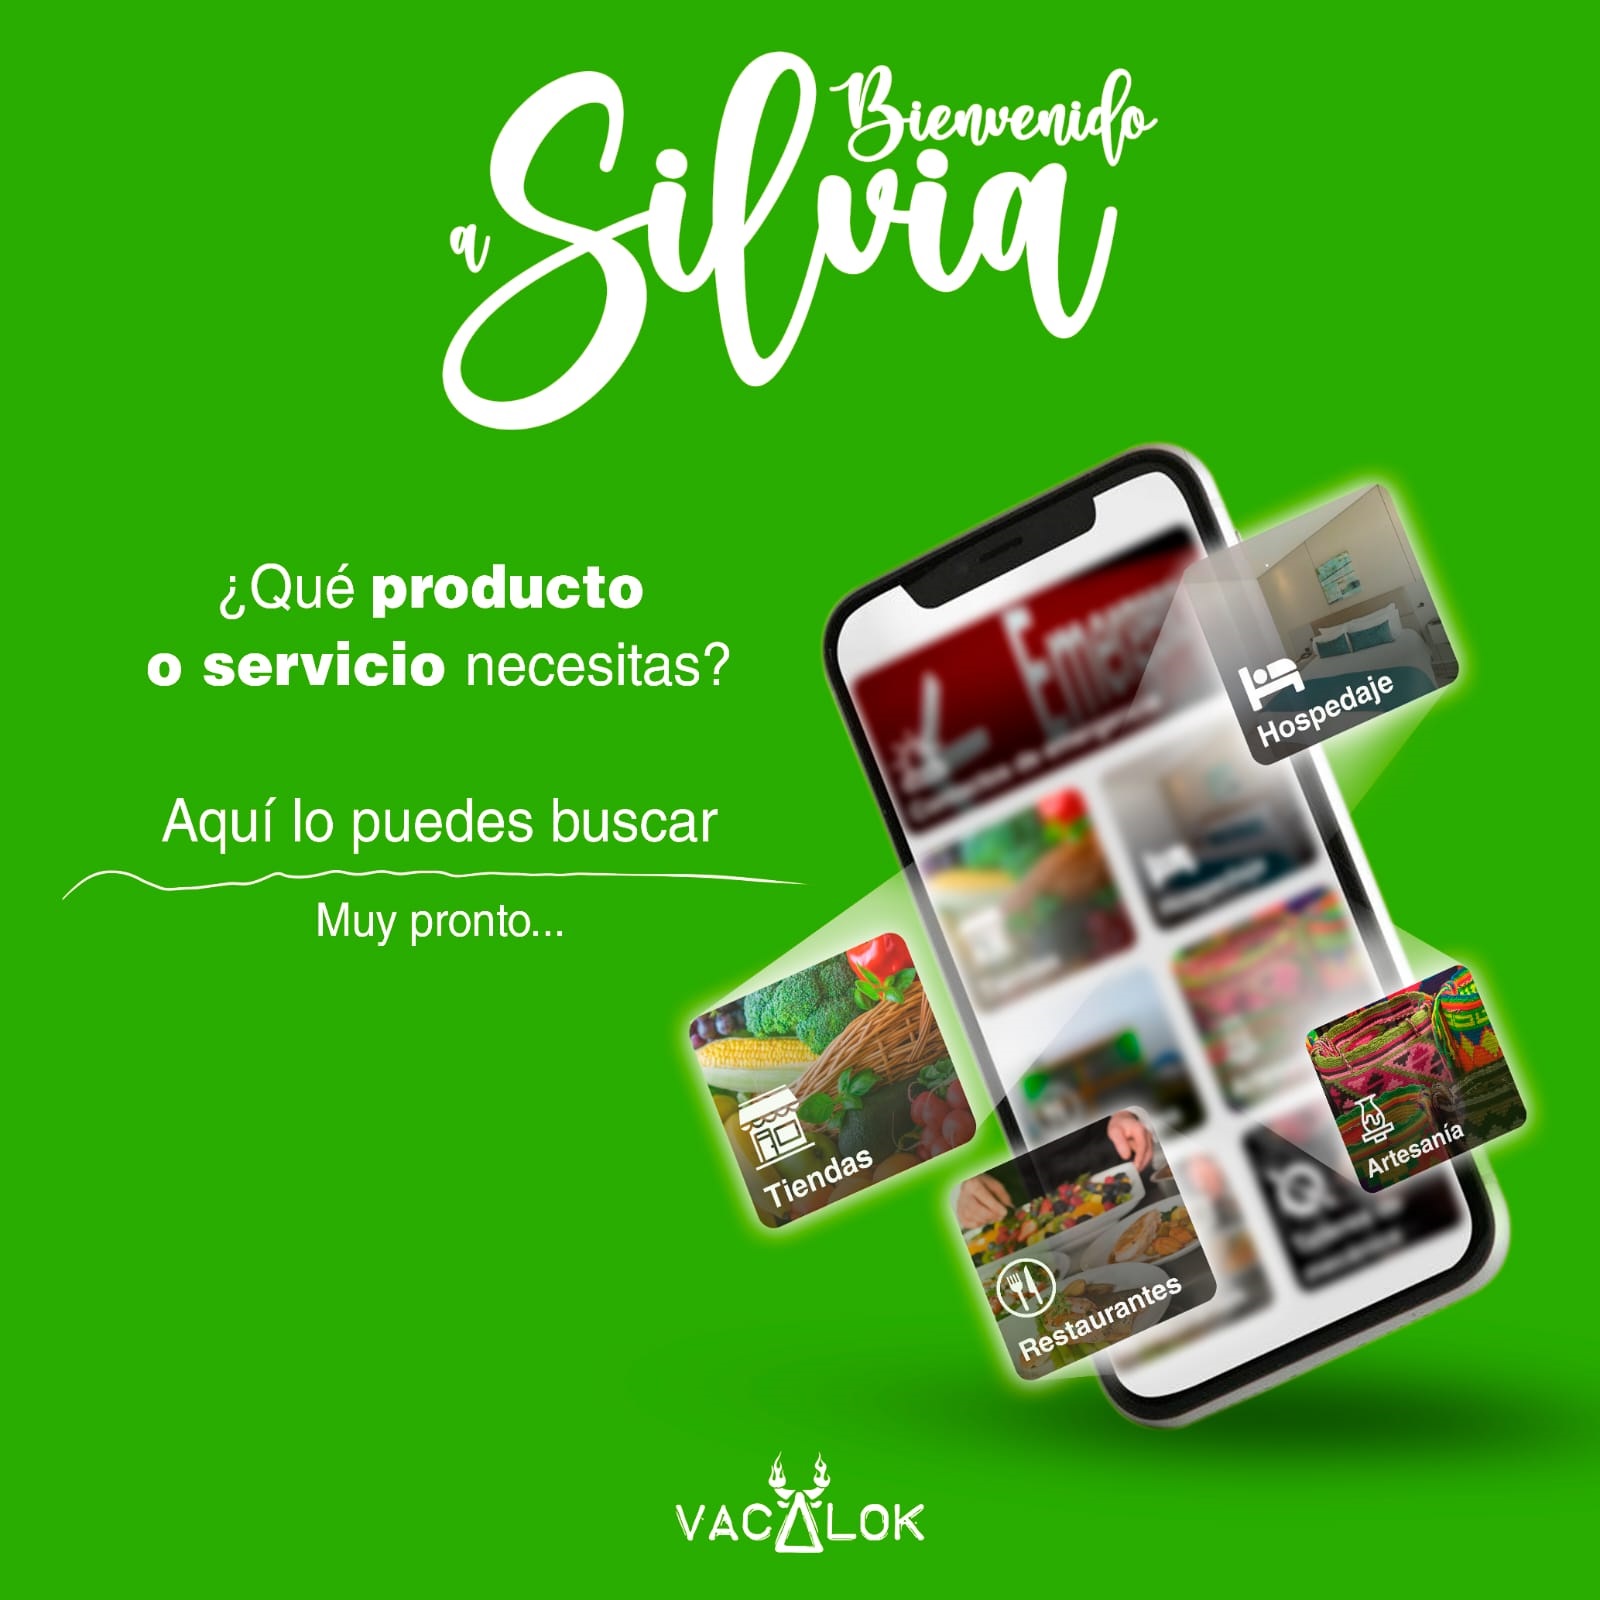 Bienvenido
a Silvia
¿Qué producto
o servicio necesitas?
Aquí lo puedes buscar
Muy pronto...
Hospedaje
Tiendas
Artesanía
Restaurantes
VACALOK